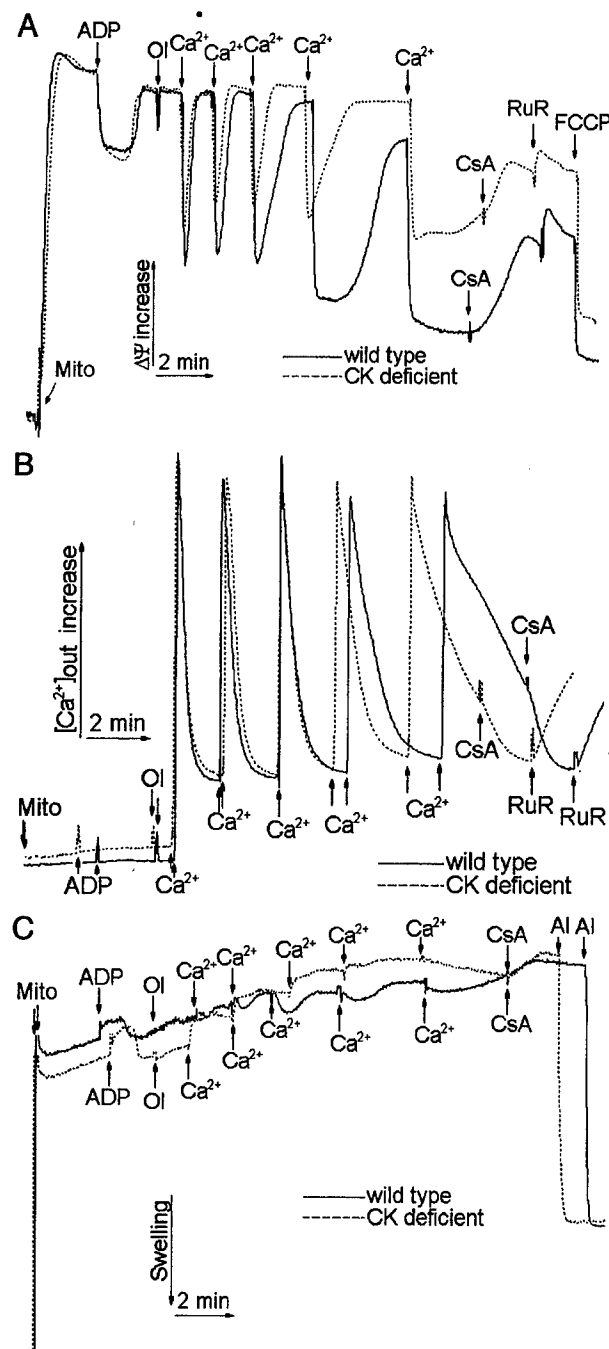 A
ADP
Ol
Ca²⁺
Ca²⁺
Ca²⁺
Ca²⁺
Ca²⁺
RuR
FCCP
CsA
CsA
ΔΨ increase
2 min
wild type
CK deficient
Mito
B
[Ca²⁺]out increase
2 min
CsA
CsA
Mito
Ol
Ca²⁺
Ca²⁺
Ca²⁺
Ca²⁺
RuR
RuR
ADP
Ca²⁺
wild type
CK deficient
C
Mito
ADP
Ol
Ca²⁺
Ca²⁺
Ca²⁺
Ca²⁺
Ca²⁺
CsA
Al
Al
ADP
Ol
Ca²⁺
Ca²⁺
Ca²⁺
Ca²⁺
Ca²⁺
CsA
Swelling
2 min
wild type
CK deficient